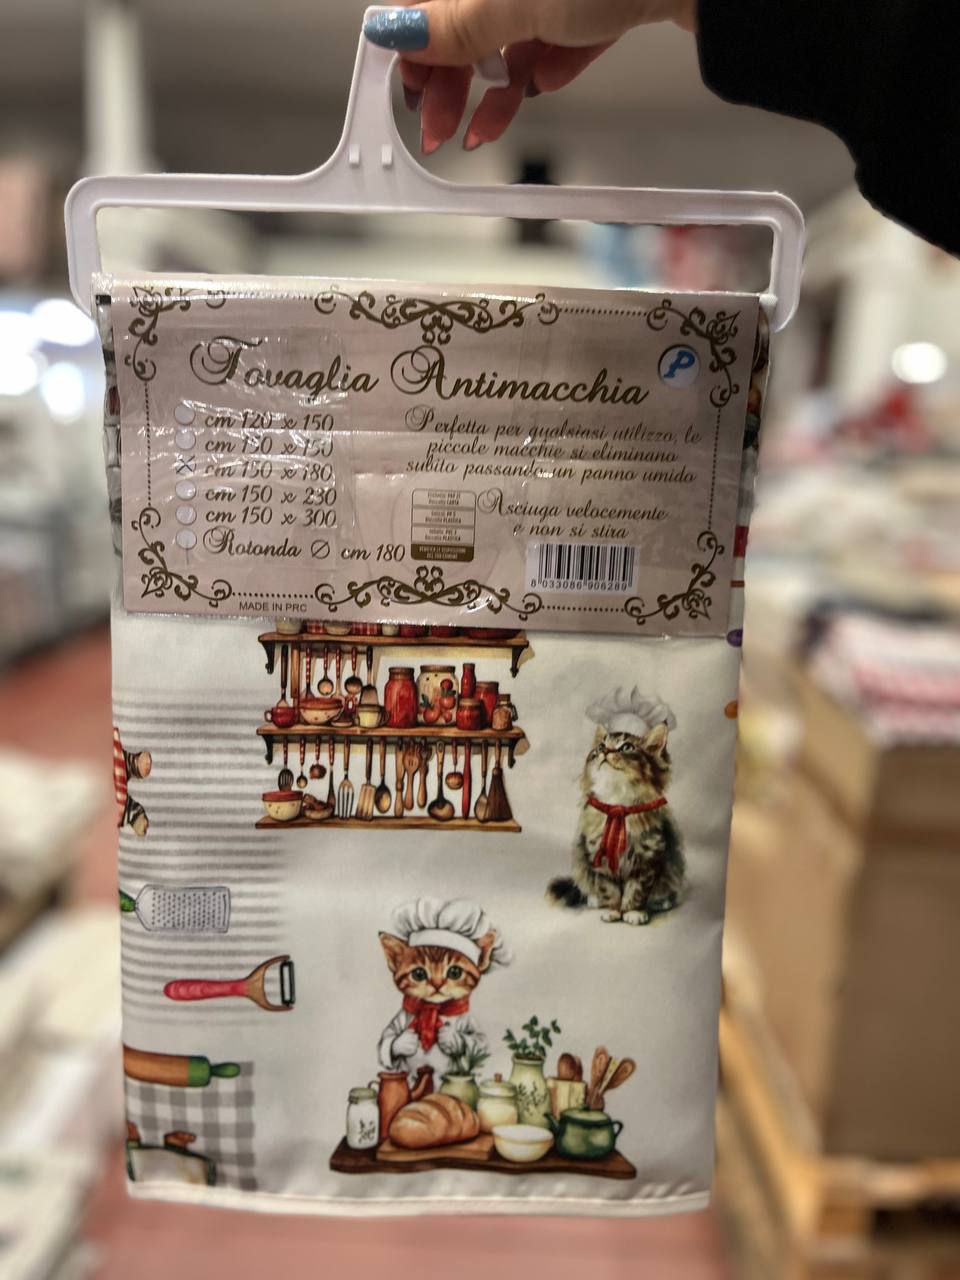 Tovaglia Antimacchia
P
cm 120 x 150
cm 150 x 150
cm 150 x 180
cm 150 x 230
cm 150 x 300
Rotonda Ø cm 180
Perfetta per qualsiasi utilizzo, le
piccole macchie si eliminano
subito passando un panno umido
Asciuga velocemente
e non si stira
8 033086 906289
MADE IN PRC